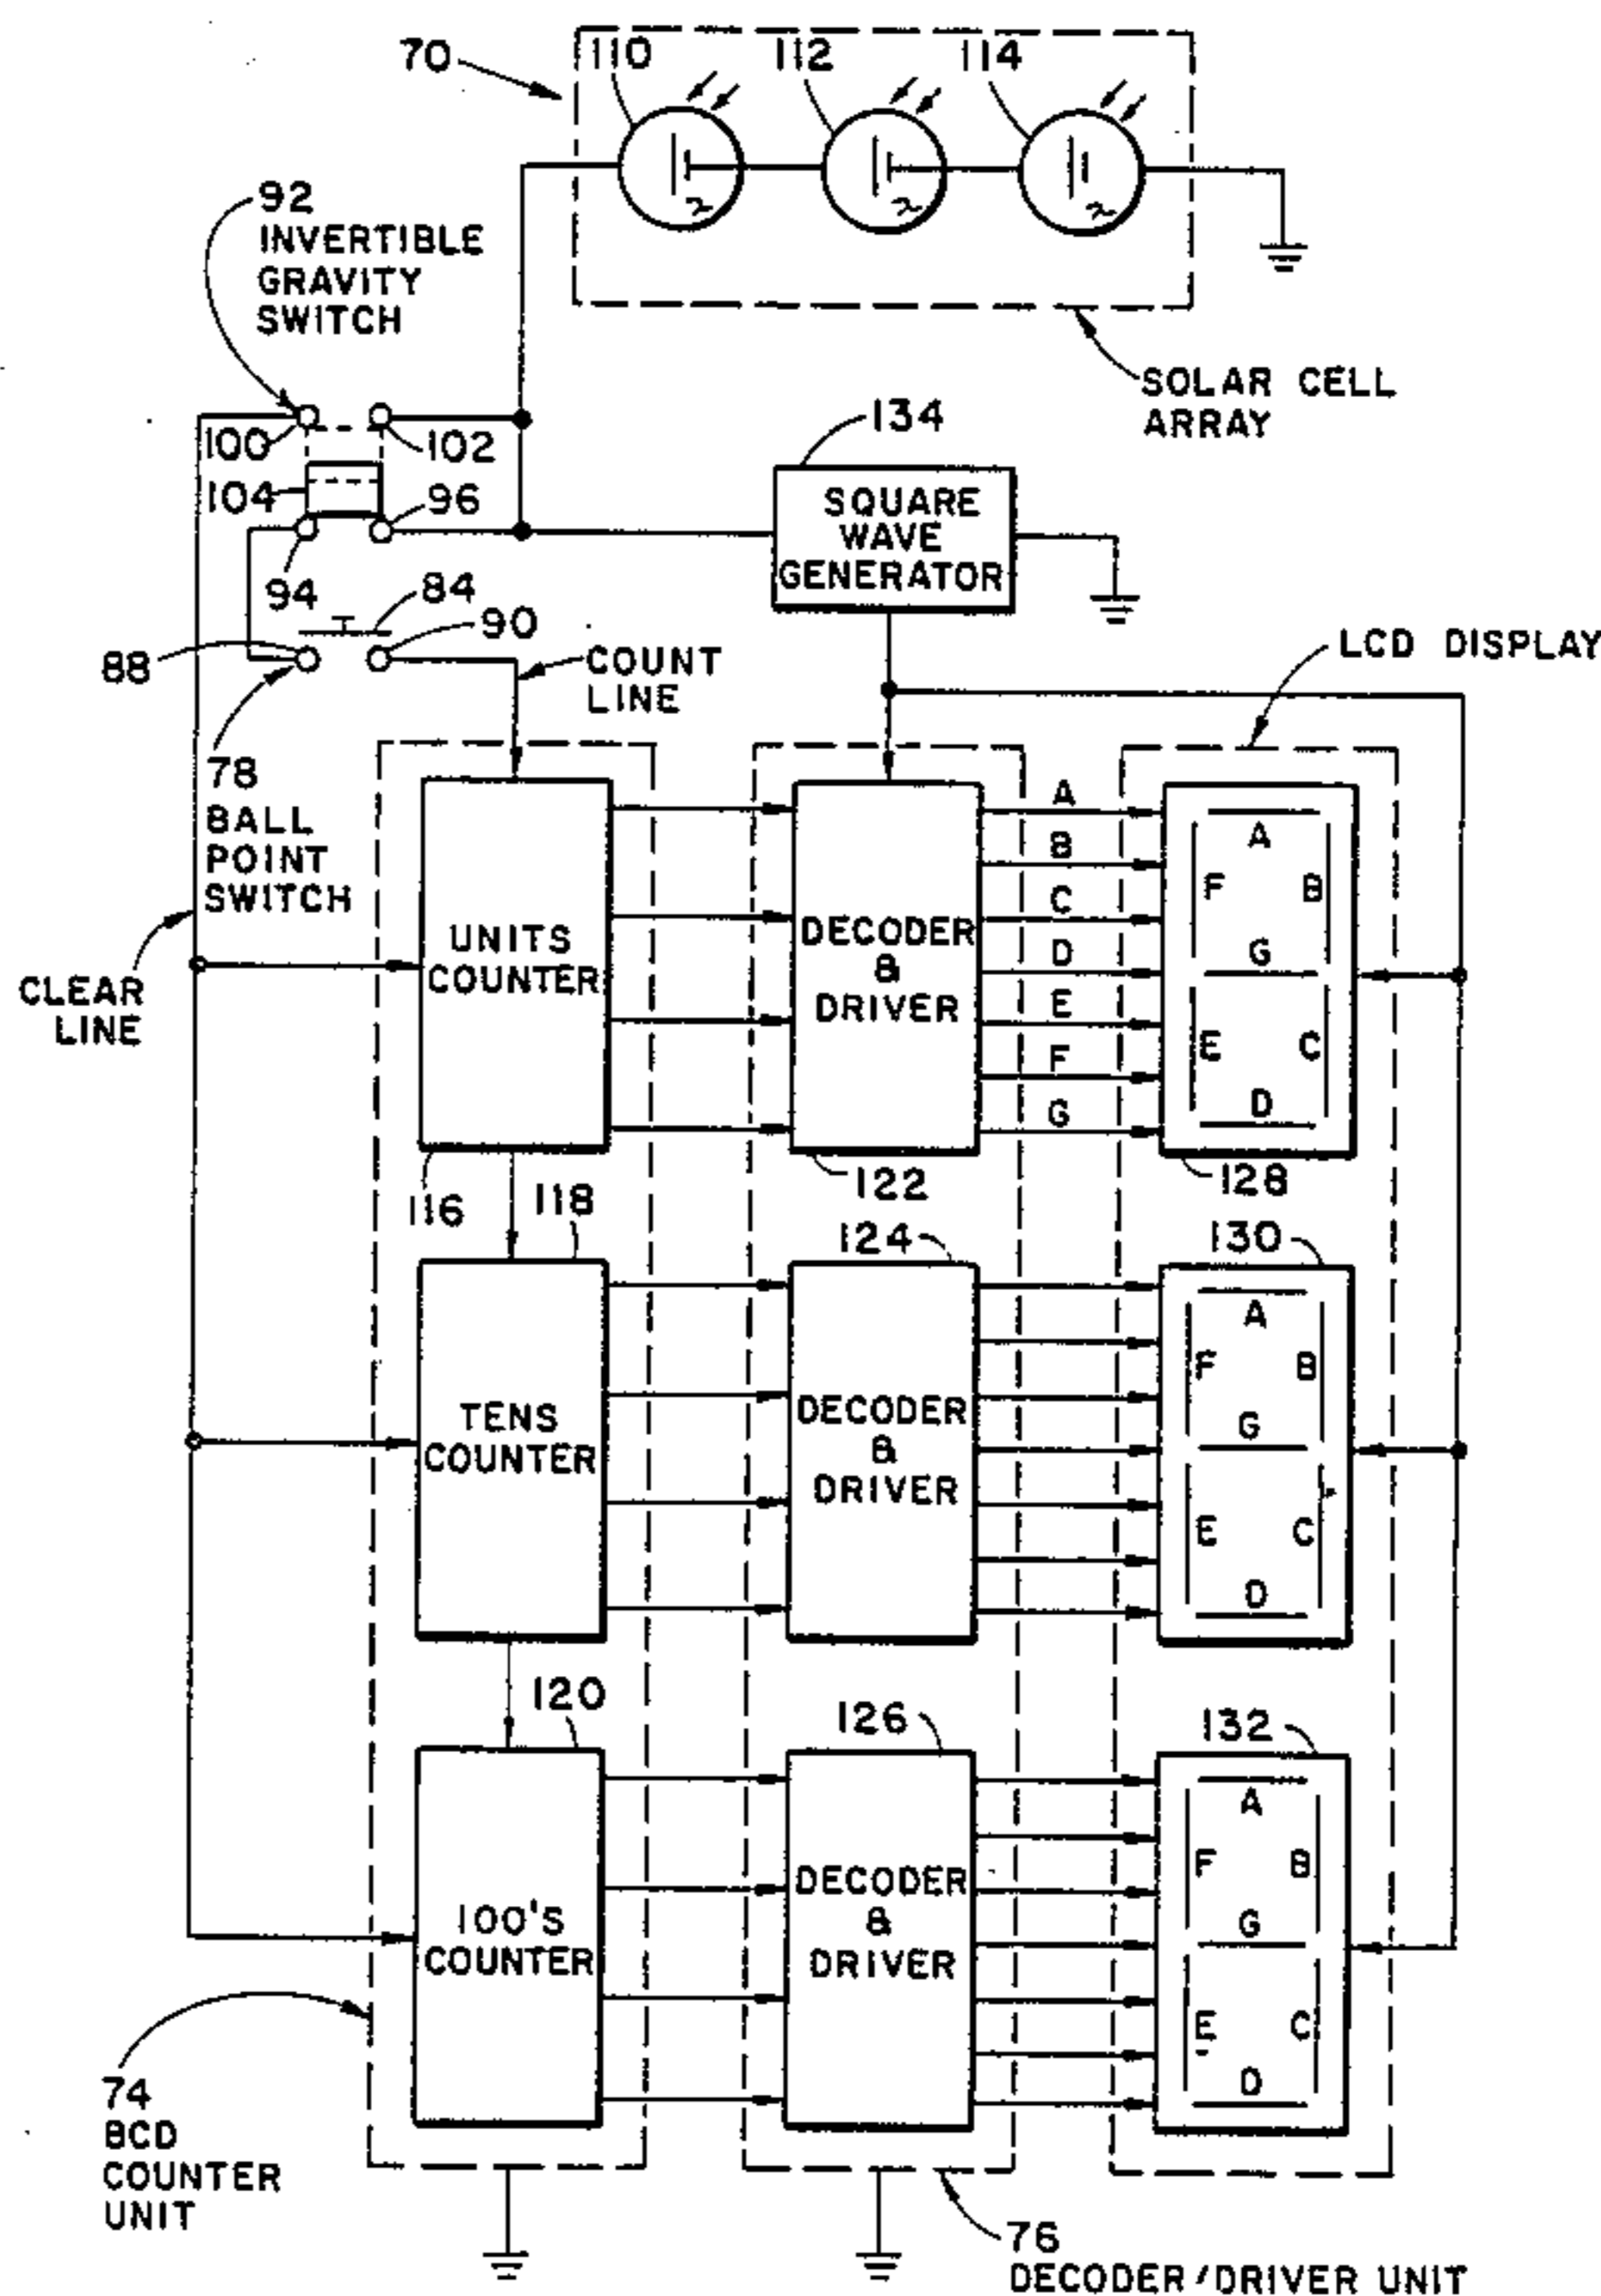 70
110
112
114
92
INVERTIBLE
GRAVITY
SWITCH
SOLAR CELL
ARRAY
100
102
134
104
96
SQUARE
WAVE
GENERATOR
94
84
90
88
COUNT
LINE
LCD DISPLAY
78
BALL
POINT
SWITCH
CLEAR
LINE
UNITS
COUNTER
DECODER
&
DRIVER
A
B
C
D
E
F
G
A
F
B
G
E
C
D
116
118
122
128
124
130
TENS
COUNTER
DECODER
&
DRIVER
A
F
B
G
E
C
D
120
126
132
100'S
COUNTER
DECODER
&
DRIVER
A
F
B
G
E
C
D
74
BCD
COUNTER
UNIT
76
DECODER/DRIVER UNIT